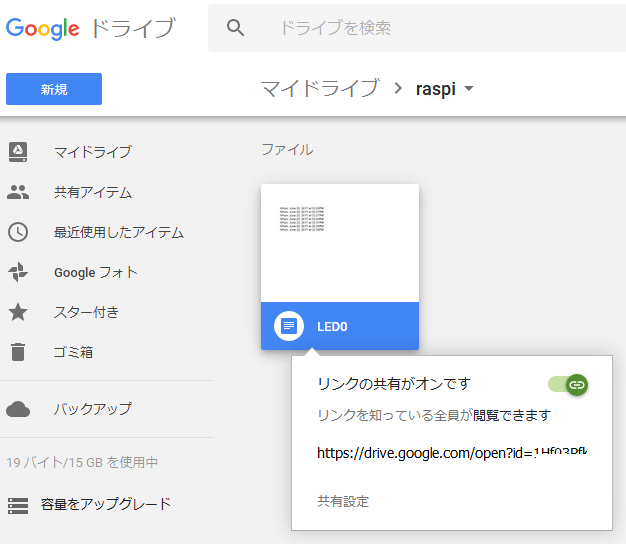 Google ドライブ
ドライブを検索
新規
マイドライブ > raspi
マイドライブ
共有アイテム
最近使用したアイテム
Google フォト
スター付き
ゴミ箱
バックアップ
19 バイト/15 GB を使用中
容量をアップグレード
ファイル
LED0
リンクの共有がオンです
リンクを知っている全員が閲覧できます
https://drive.google.com/open?id=
共有設定